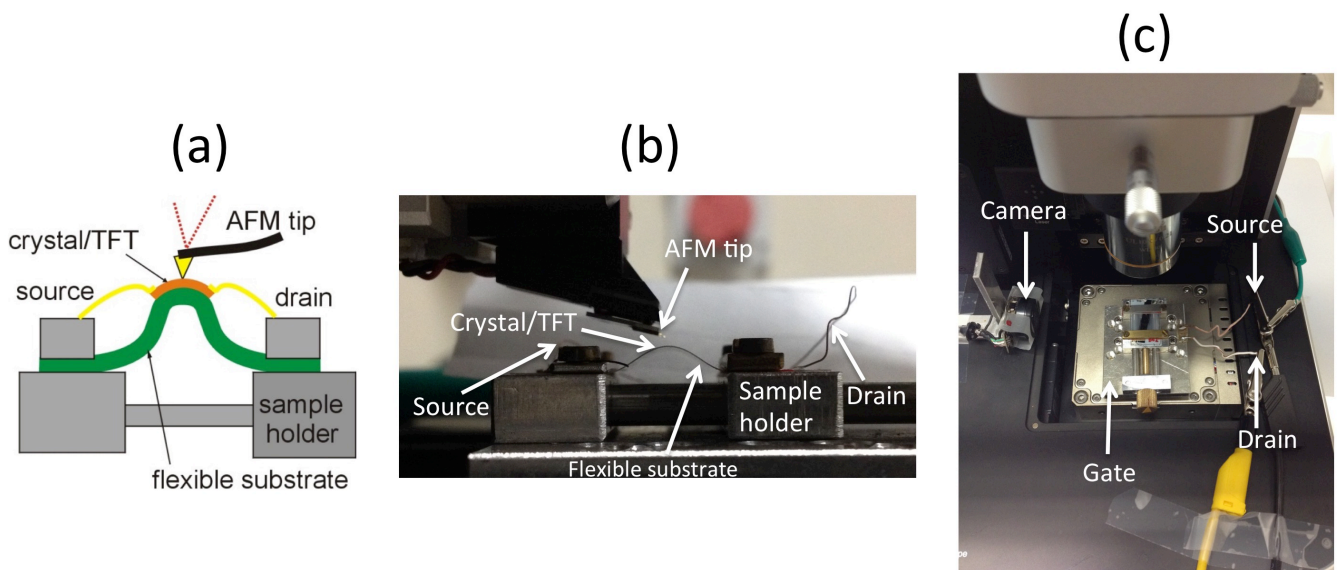 (a)
AFM tip
crystal/TFT
source
drain
sample
holder
flexible substrate
(b)
AFM tip
Crystal/TFT
Source
Sample
holder
Drain
Flexible substrate
(c)
Camera
Source
Drain
Gate
pe